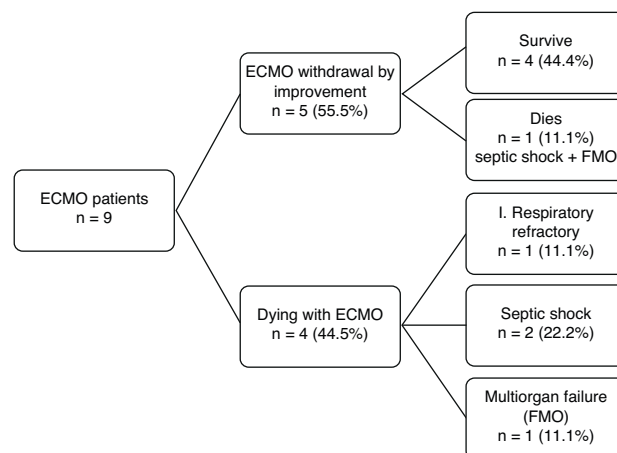 ECMO patients
n = 9
ECMO withdrawal by
improvement
n = 5 (55.5%)
Survive
n = 4 (44.4%)
Dies
n = 1 (11.1%)
septic shock + FMO
Dying with ECMO
n = 4 (44.5%)
I. Respiratory
refractory
n = 1 (11.1%)
Septic shock
n = 2 (22.2%)
Multiorgan failure
(FMO)
n = 1 (11.1%)